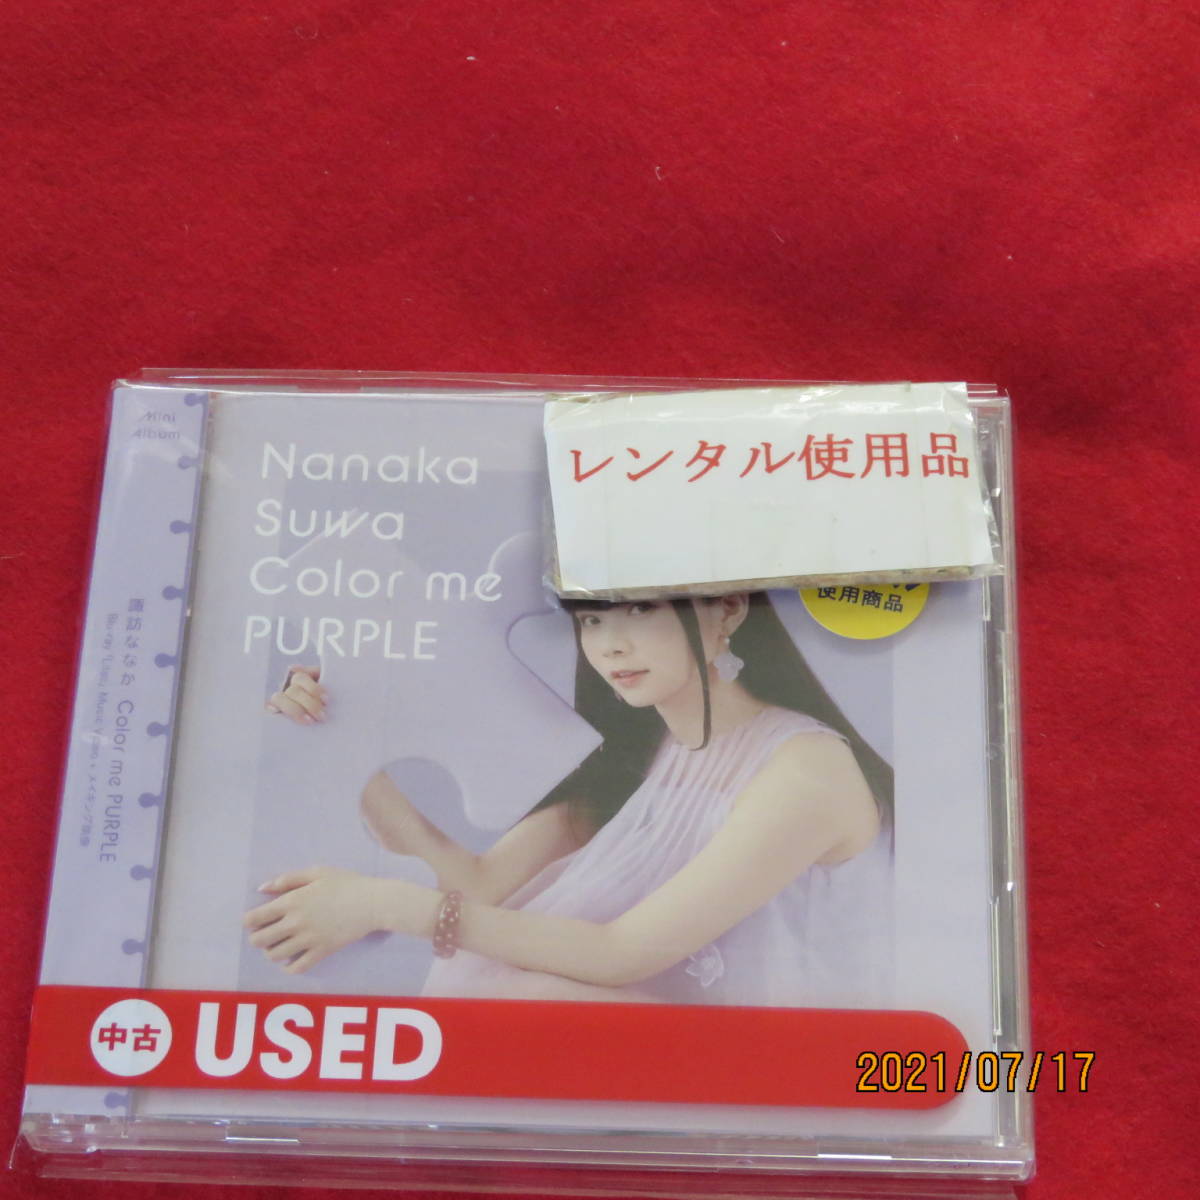 Mini
Album
Nanaka
Suwa
Color me
PURPLE
レンタル使用品
使用商品
諏訪ななか Color me PURPLE
中古 USED
2021/07/17